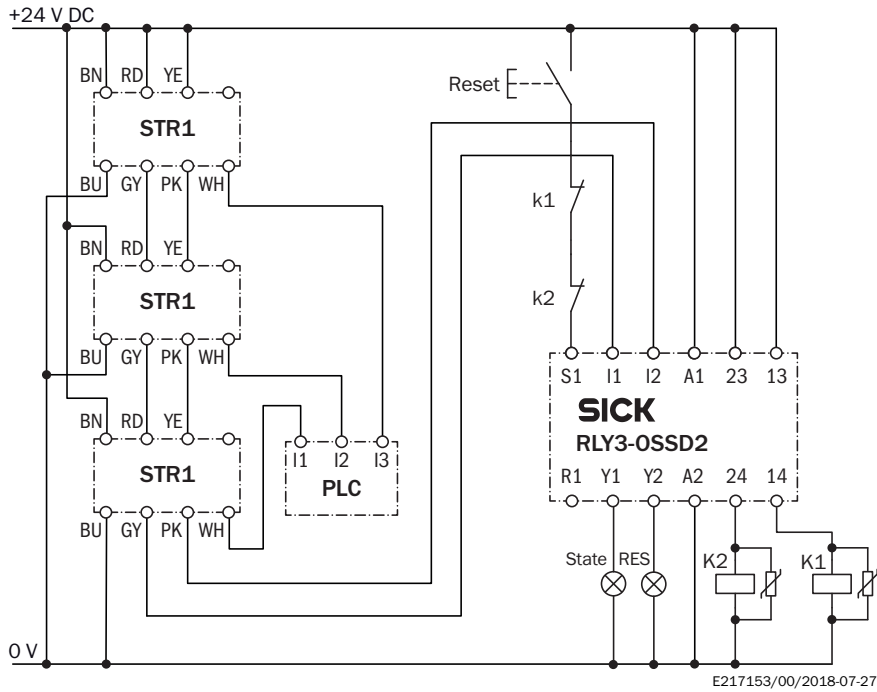 +24 V DC
BN RD YE
STR1
BU GY PK WH
BN RD YE
STR1
BU GY PK WH
BN RD YE
STR1
BU GY PK WH
I1 I2 I3
PLC
Reset
k1
k2
S1 I1 I2 A1 23 13
SICK
RLY3-OSSD2
R1 Y1 Y2 A2 24 14
State RES K2 K1
0 V
E217153/00/2018-07-27